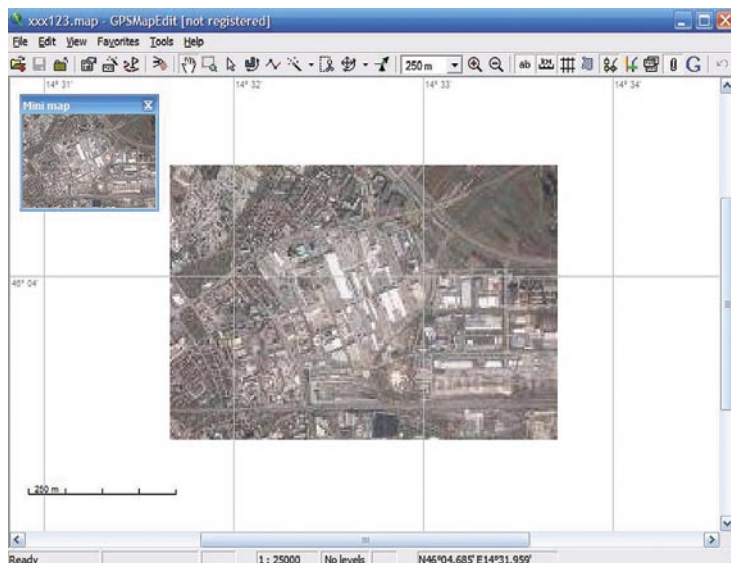 xxx123.map - GPSMapEdit [not registered]
File Edit View Favorites Tools Help
250 m ab G
14° 31' 14° 32' 14° 33' 14° 34'
Mini map X
46° 04'
250 m
Ready 1 : 25000 No levels N46°04.685' E14°31.959'